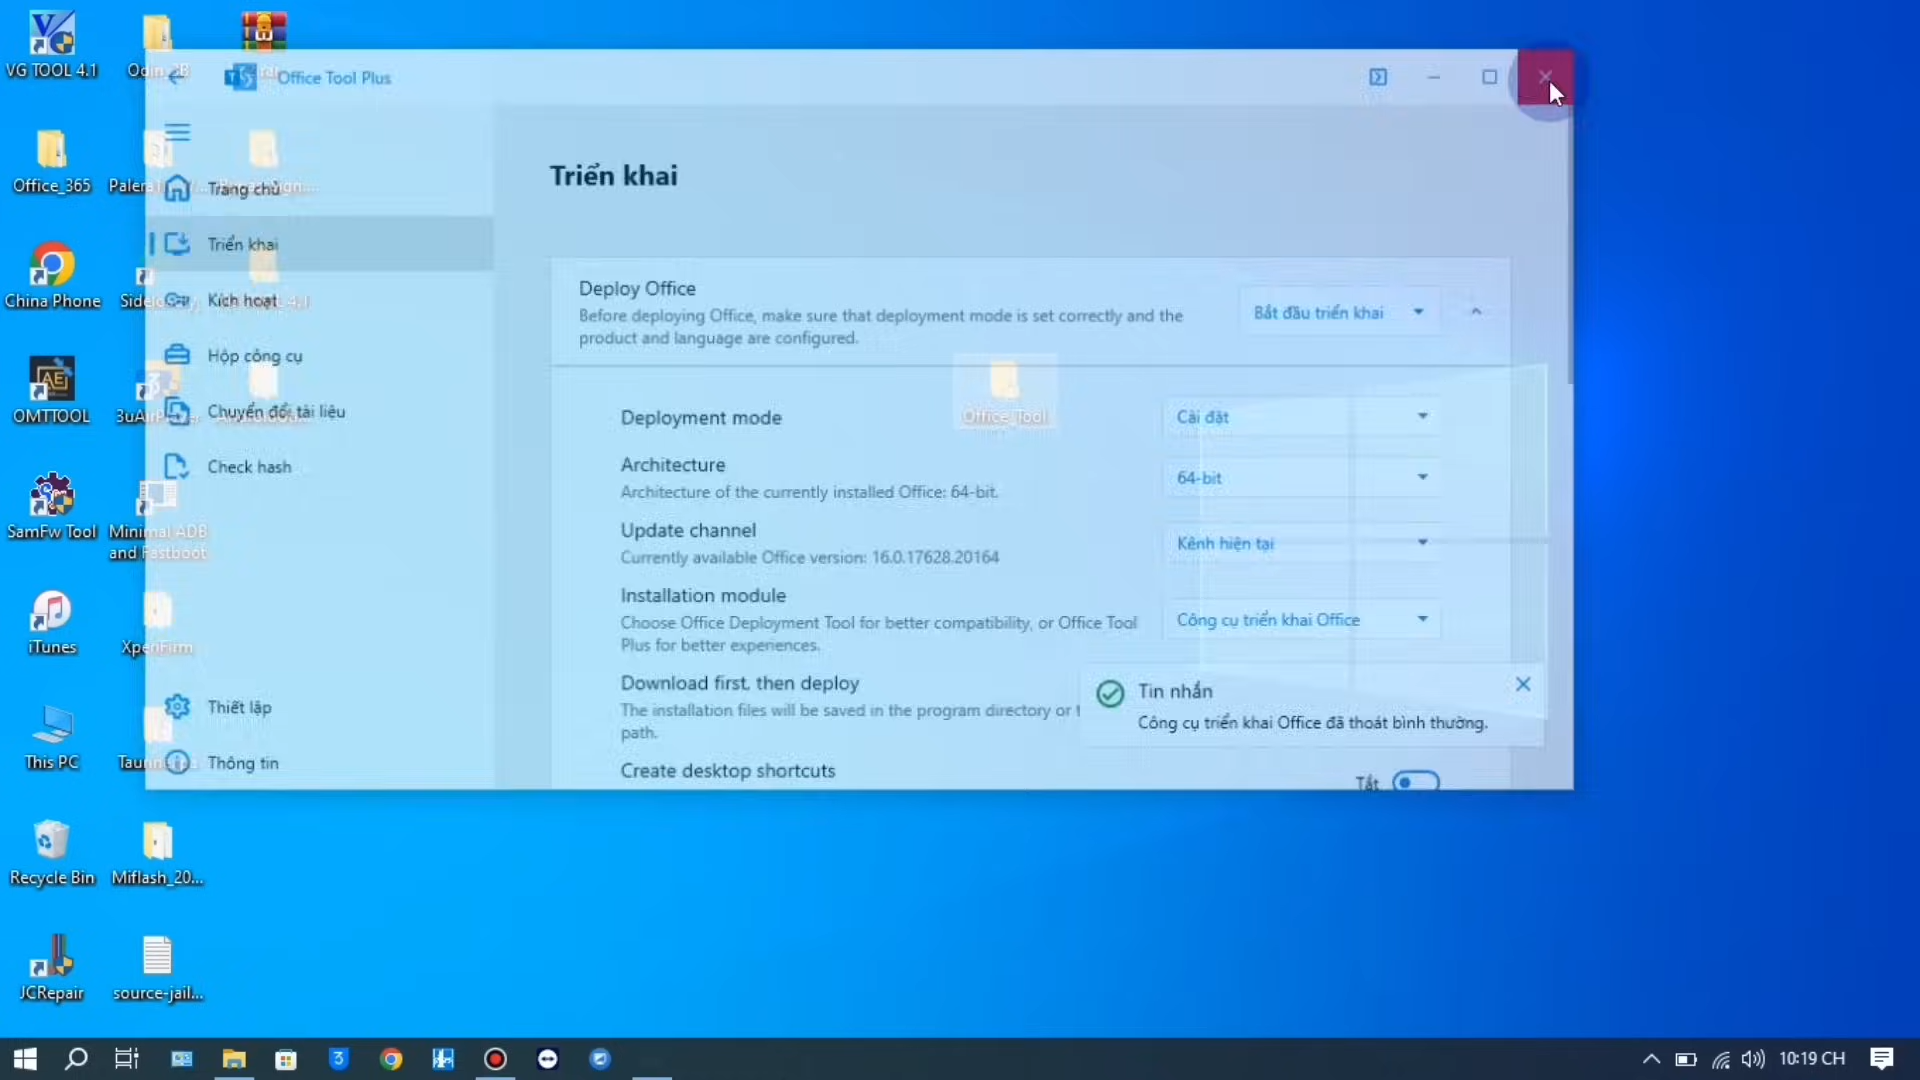 VG TOOL 4.1
Office_365
China Phone
OMTTOOL
SamFw Tool
Minimal ADB
and Fastboot
iTunes
This PC
Recycle Bin
Miflash_20...
JCRepair
source-jail...
Office Tool Plus
Trang chủ
Triển khai
Kích hoạt
Hộp công cụ
Chuyển đổi tài liệu
Check hash
Thiết lập
Thông tin
Triển khai
Deploy Office
Before deploying Office, make sure that deployment mode is set correctly and the
product and language are configured.
Bắt đầu triển khai
Office_Tool
Deployment mode
Cài đặt
Architecture
Architecture of the currently installed Office: 64-bit.
64-bit
Update channel
Currently available Office version: 16.0.17628.20164
Kênh hiện tại
Installation module
Choose Office Deployment Tool for better compatibility, or Office Tool
Plus for better experiences.
Công cụ triển khai Office
Download first, then deploy
The installation files will be saved in the program directory or
path.
Create desktop shortcuts
Tắt
Tin nhắn
Công cụ triển khai Office đã thoát bình thường.
10:19 CH